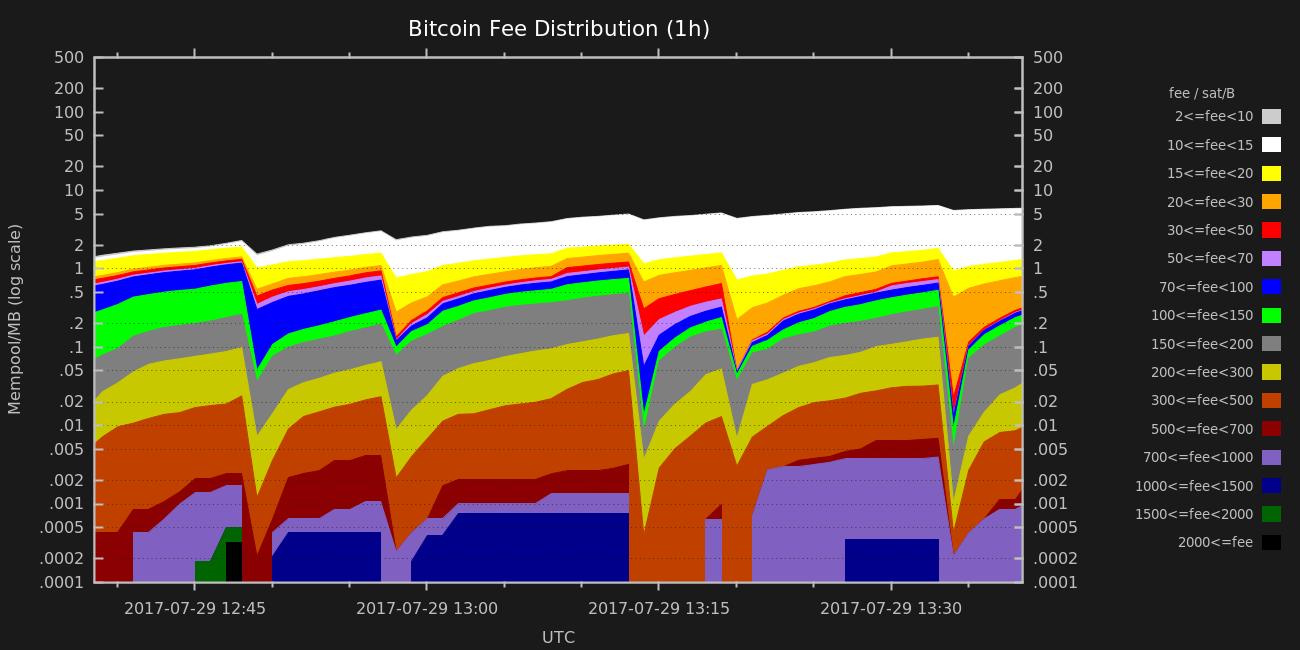 Bitcoin Fee Distribution (1h)
Mempool/MB (log scale)
500
200
100
50
20
10
5
2
1
.5
.2
.1
.05
.02
.01
.005
.002
.001
.0005
.0002
.0001
500
200
100
50
20
10
5
2
1
.5
.2
.1
.05
.02
.01
.005
.002
.001
.0005
.0002
.0001
fee / sat/B
2<=fee<10
10<=fee<15
15<=fee<20
20<=fee<30
30<=fee<50
50<=fee<70
70<=fee<100
100<=fee<150
150<=fee<200
200<=fee<300
300<=fee<500
500<=fee<700
700<=fee<1000
1000<=fee<1500
1500<=fee<2000
2000<=fee
2017-07-29 12:45
2017-07-29 13:00
2017-07-29 13:15
2017-07-29 13:30
UTC